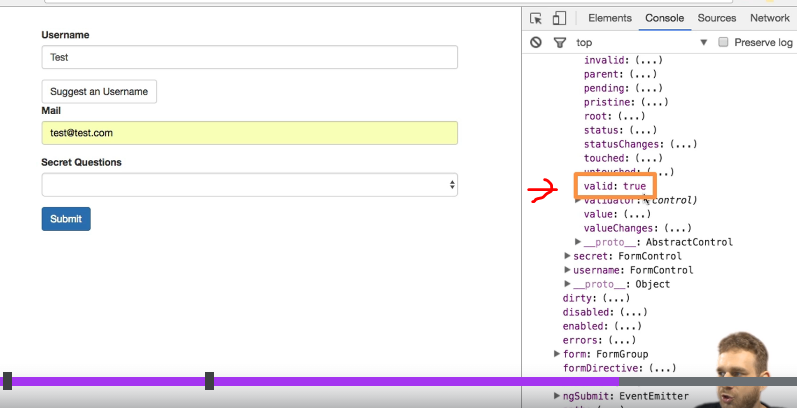 Username
Test
Suggest an Username
Mail
test@test.com
Secret Questions
Submit
Elements Console Sources Network
top Preserve log
invalid: (...)
parent: (...)
pending: (...)
pristine: (...)
root: (...)
status: (...)
statusChanges: (...)
touched: (...)
untouched: (...)
valid: true
validator: (control)
value: (...)
valueChanges: (...)
__proto__: AbstractControl
secret: FormControl
username: FormControl
__proto__: Object
dirty: (...)
disabled: (...)
enabled: (...)
errors: (...)
form: FormGroup
formDirective: (...)
ngSubmit: EventEmitter